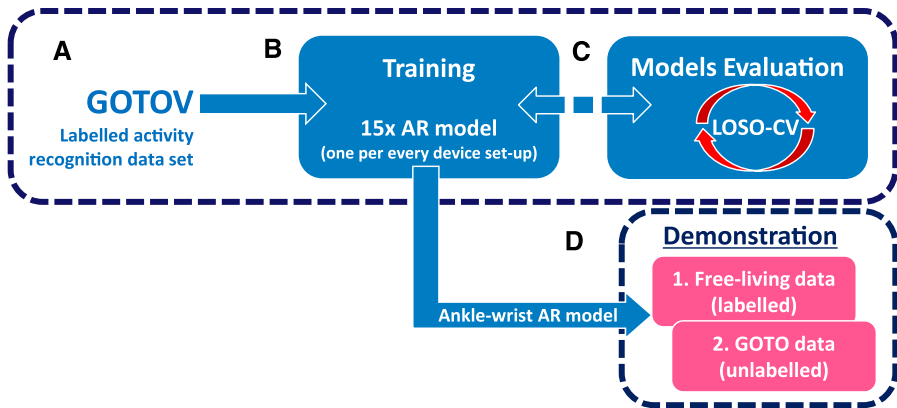 A
GOTOV
Labelled activity
recognition data set
B
Training
15x AR model
(one per every device set-up)
C
Models Evaluation
LOSO-CV
D
Demonstration
1. Free-living data
(labelled)
2. GOTO data
(unlabelled)
Ankle-wrist AR model